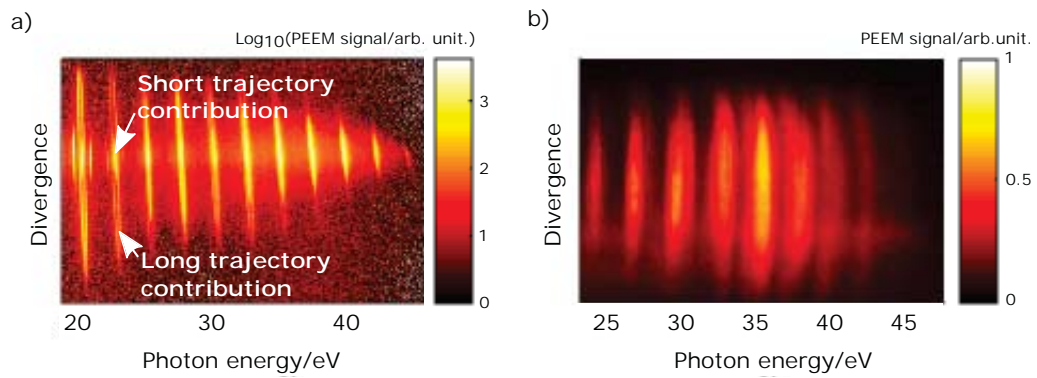 a)
Log10(PEEM signal/arb. unit.)
Short trajectory
contribution
Long trajectory
contribution
Divergence
3
2
1
0
20 30 40
Photon energy/eV
b)
PEEM signal/arb.unit.
1
0.5
0
Divergence
25 30 35 40 45
Photon energy/eV